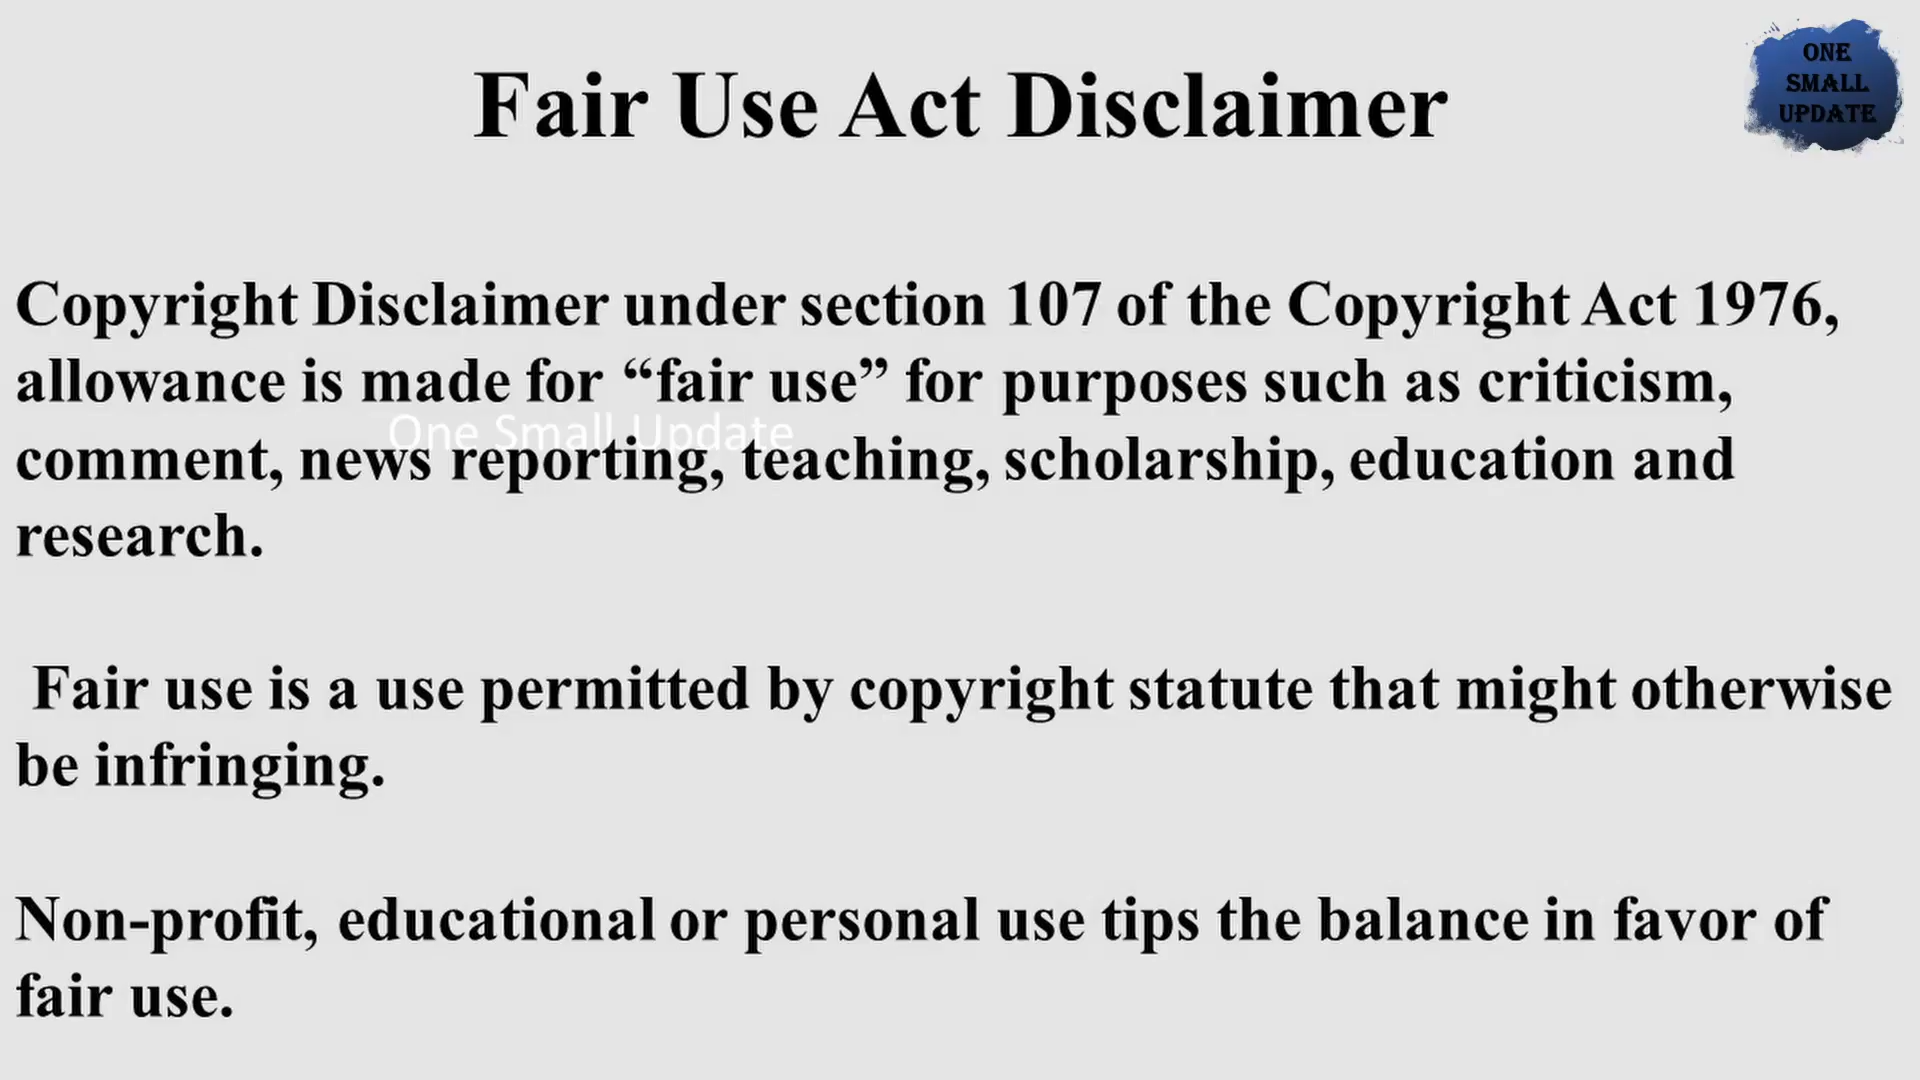 Fair Use Act Disclaimer
ONE
SMALL
UPDATE
Copyright Disclaimer under section 107 of the Copyright Act 1976,
allowance is made for “fair use” for purposes such as criticism,
One Small Update
comment, news reporting, teaching, scholarship, education and
research.
Fair use is a use permitted by copyright statute that might otherwise
be infringing.
Non-profit, educational or personal use tips the balance in favor of
fair use.